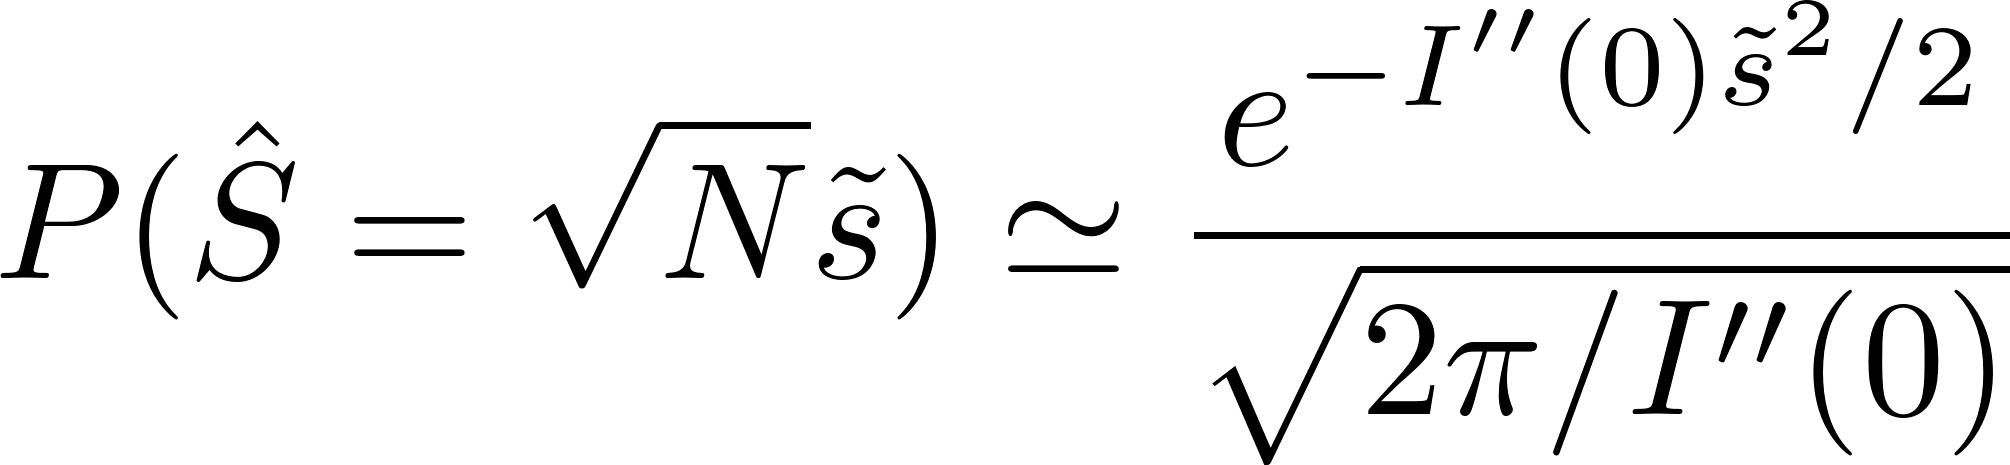 $P(\hat{S} = \sqrt{N}\tilde{s}) \simeq \frac{e^{-I''(0)\tilde{s}^2/2}}{\sqrt{2\pi/I''(0)}}$